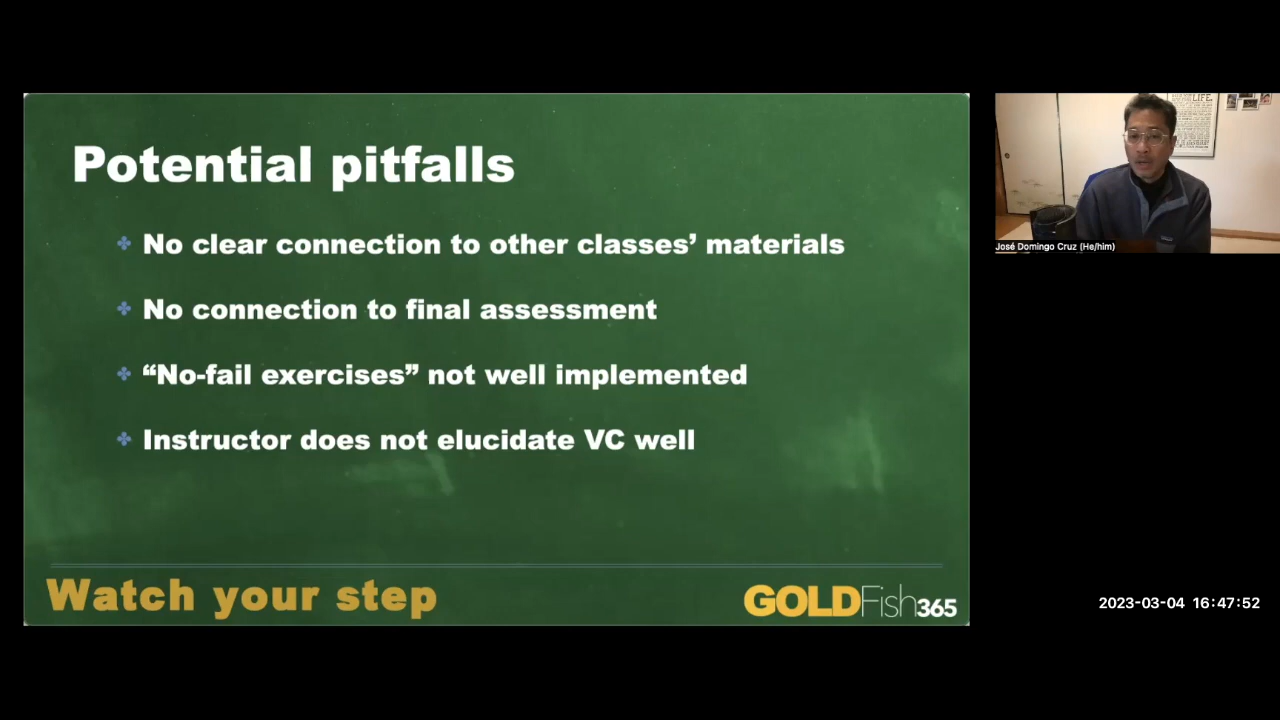 Potential pitfalls
No clear connection to other classes’ materials
No connection to final assessment
“No-fail exercises” not well implemented
Instructor does not elucidate VC well
Watch your step
GOLDFish365
LIFE.
José Domingo Cruz (He/him)
2023-03-04 16:47:52